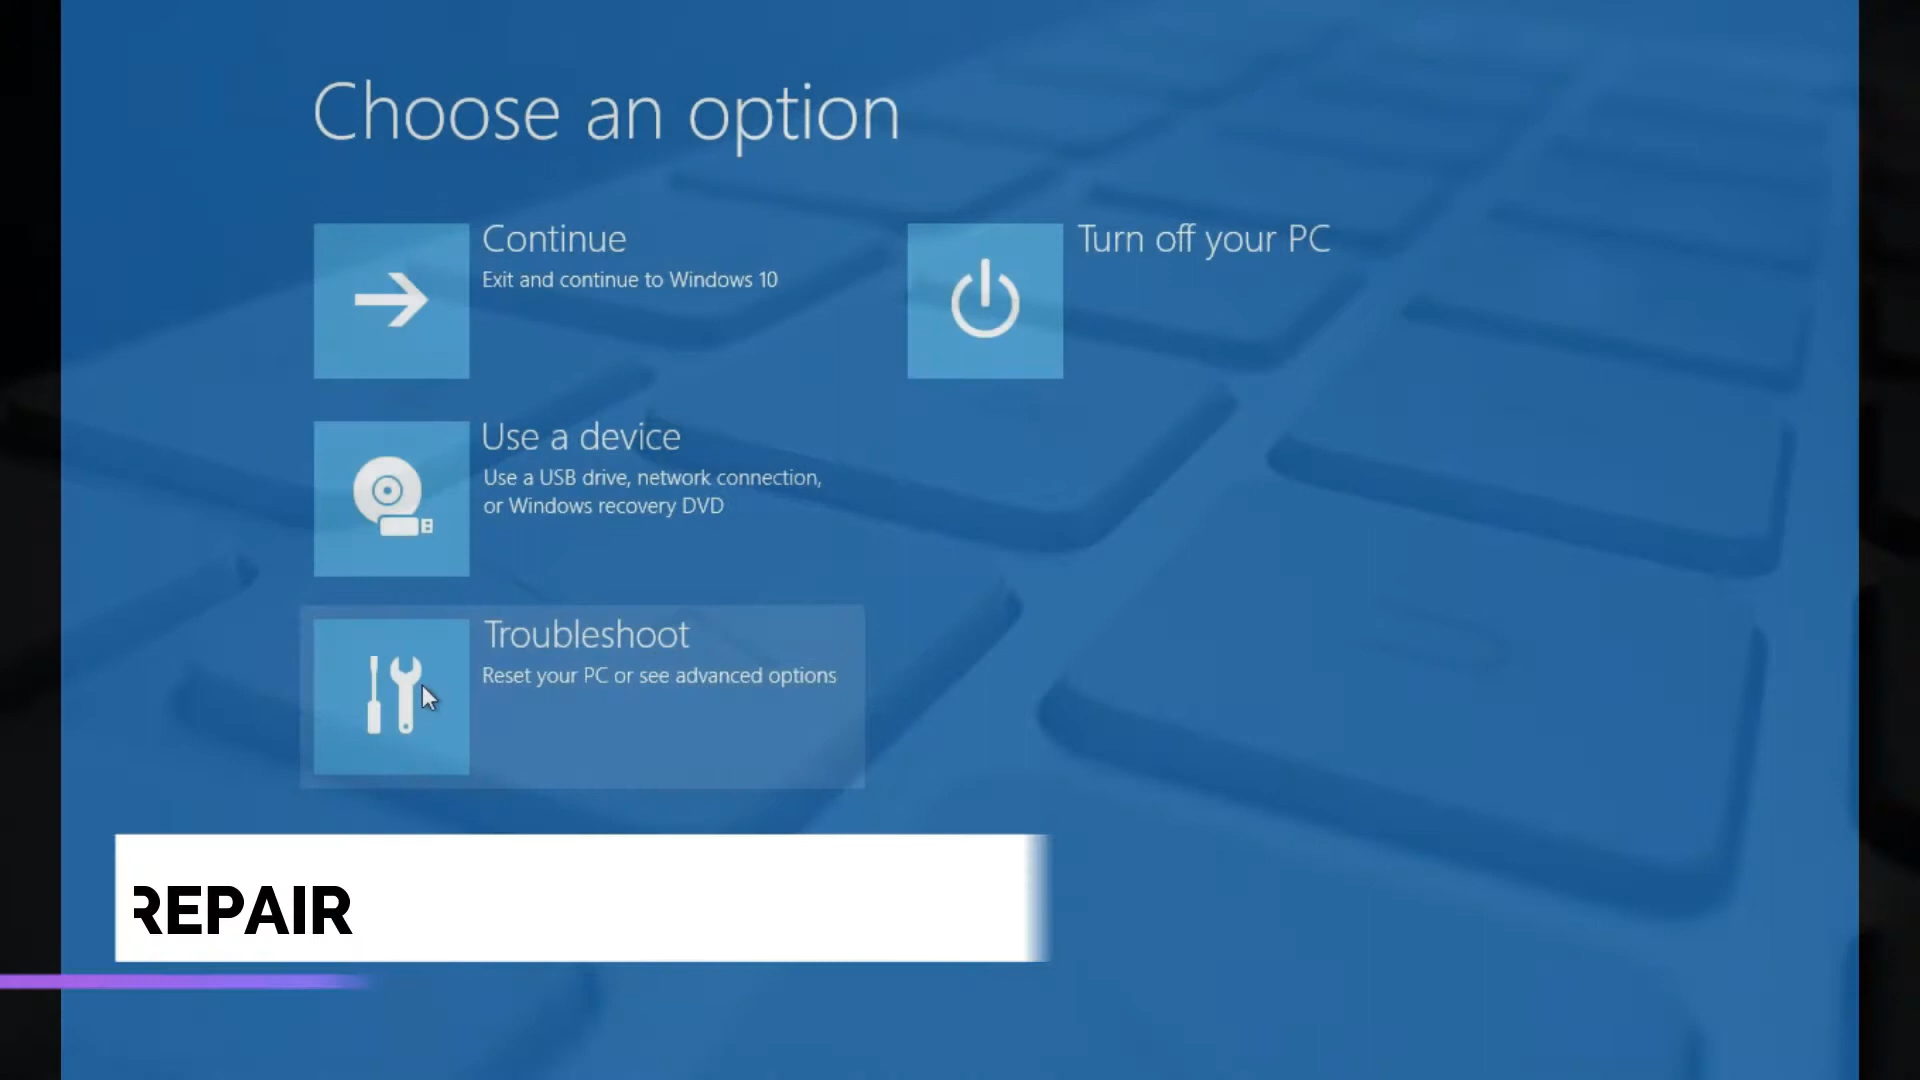 Choose an option
Continue
Exit and continue to Windows 10
Turn off your PC
Use a device
Use a USB drive, network connection,
or Windows recovery DVD
Troubleshoot
Reset your PC or see advanced options
REPAIR